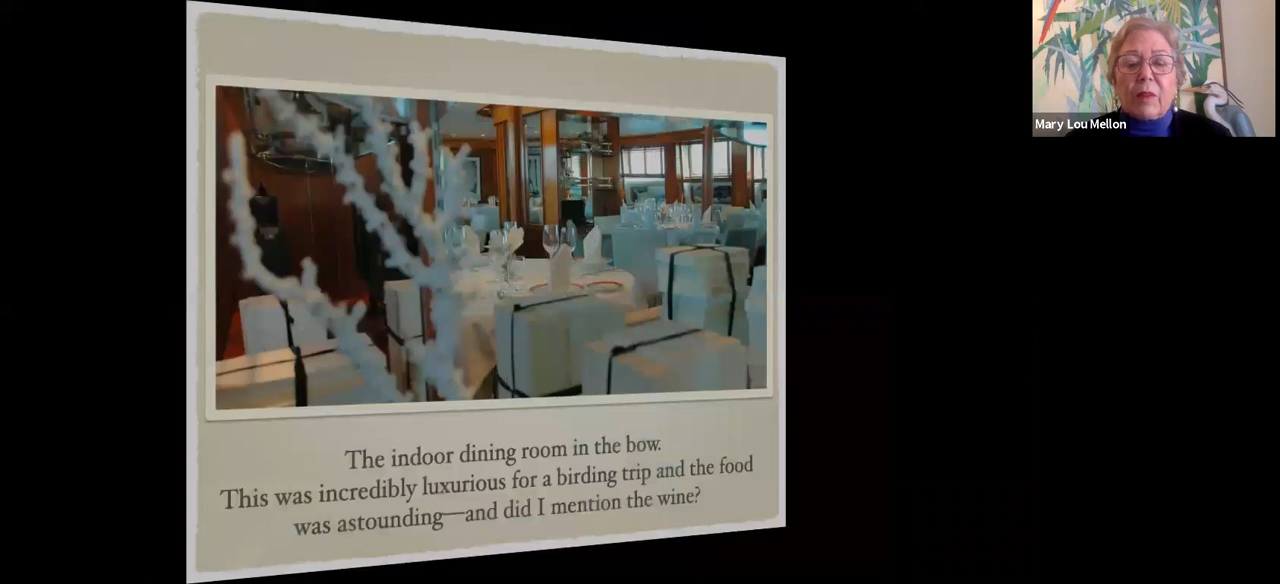 The indoor dining room in the bow.
This was incredibly luxurious for a birding trip and the food
was astounding—and did I mention the wine?
Mary Lou Mellon